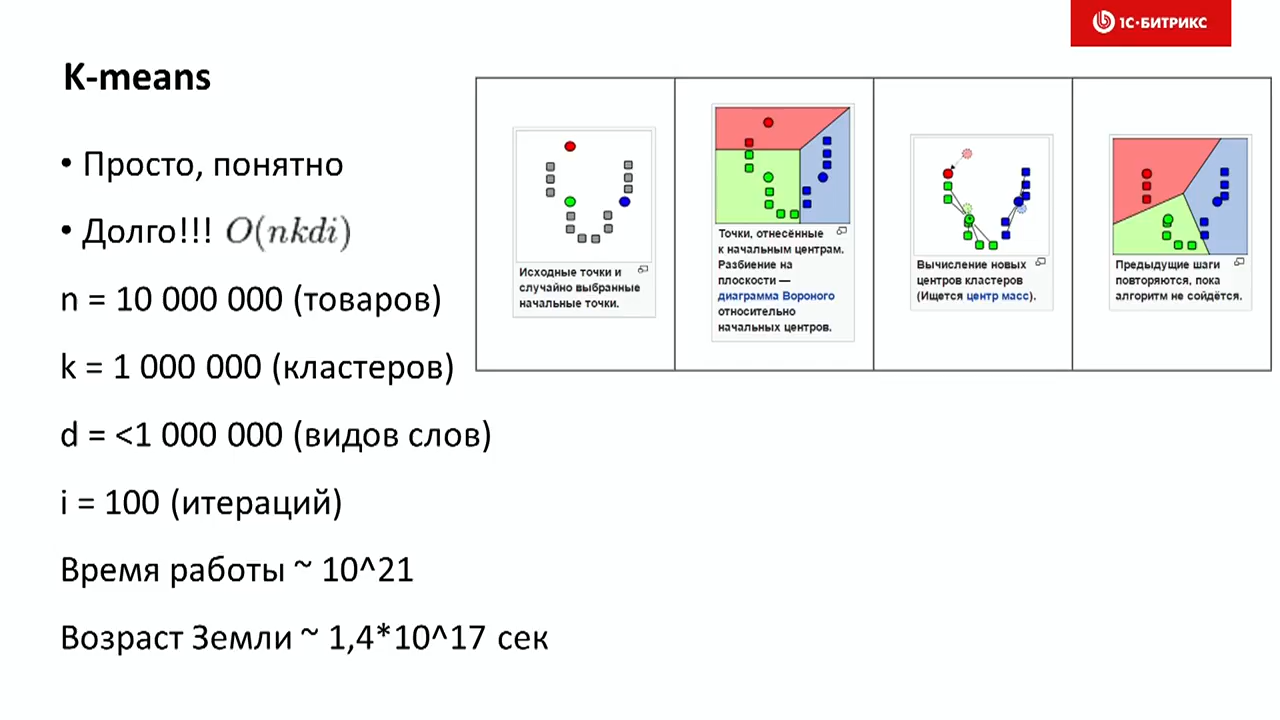 1С-БИТРИКС
K-means
• Просто, понятно
• Долго!!! O(nkdi)
n = 10 000 000 (товаров)
k = 1 000 000 (кластеров)
d = <1 000 000 (видов слов)
i = 100 (итераций)
Время работы ~ 10^21
Возраст Земли ~ 1,4*10^17 сек
Исходные точки и
случайно выбранные
начальные точки.
Точки, отнесённые
к начальным центрам.
Разбиение на
плоскости —
диаграмма Вороного
относительно
начальных центров.
Вычисление новых
центров кластеров
(Ищется центр масс).
Предыдущие шаги
повторяются, пока
алгоритм не сойдётся.